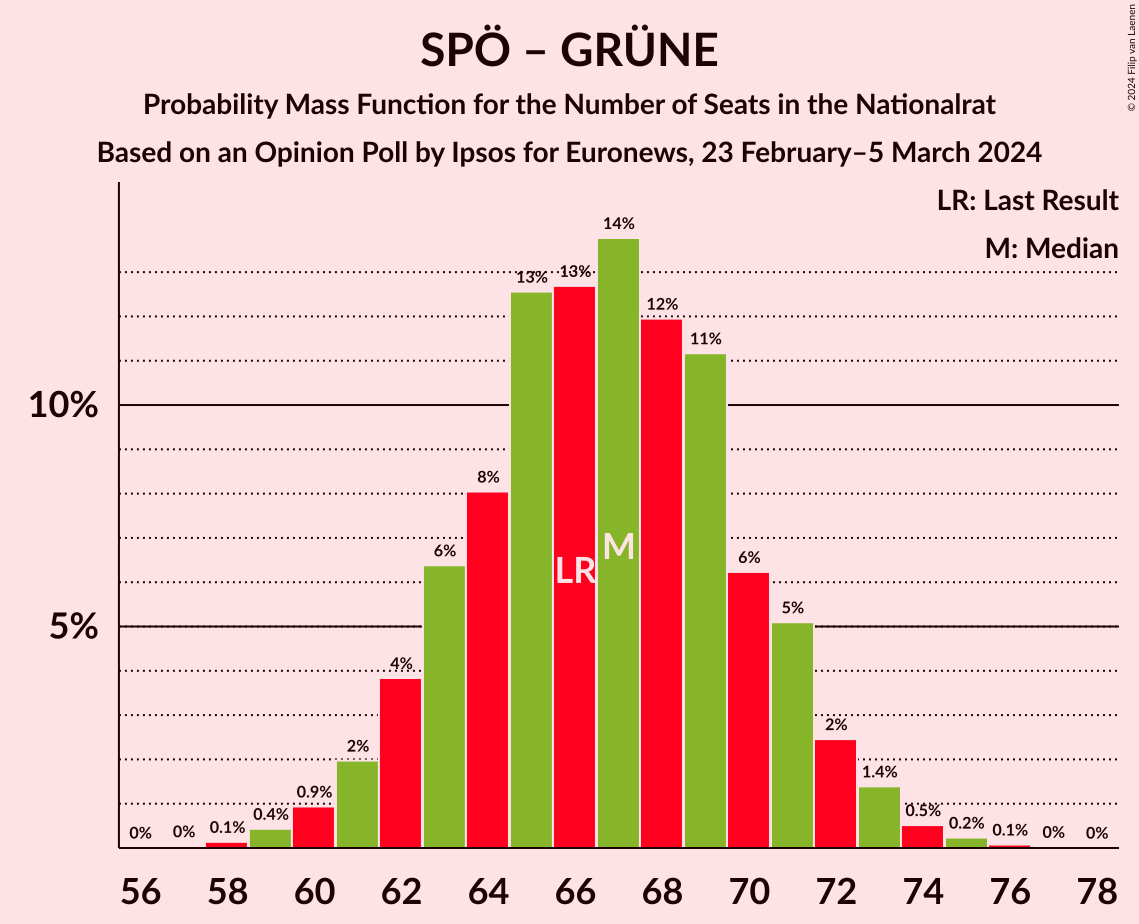 SPÖ – GRÜNE
Probability Mass Function for the Number of Seats in the Nationalrat
Based on an Opinion Poll by Ipsos for Euronews, 23 February–5 March 2024
© 2024 Filip van Laenen
LR: Last Result
M: Median
10%
5%
0%
0%
0.1%
0.4%
0.9%
2%
4%
6%
8%
13%
13%
14%
12%
11%
6%
5%
2%
1.4%
0.5%
0.2%
0.1%
0%
0%
LR
M
56 58 60 62 64 66 68 70 72 74 76 78